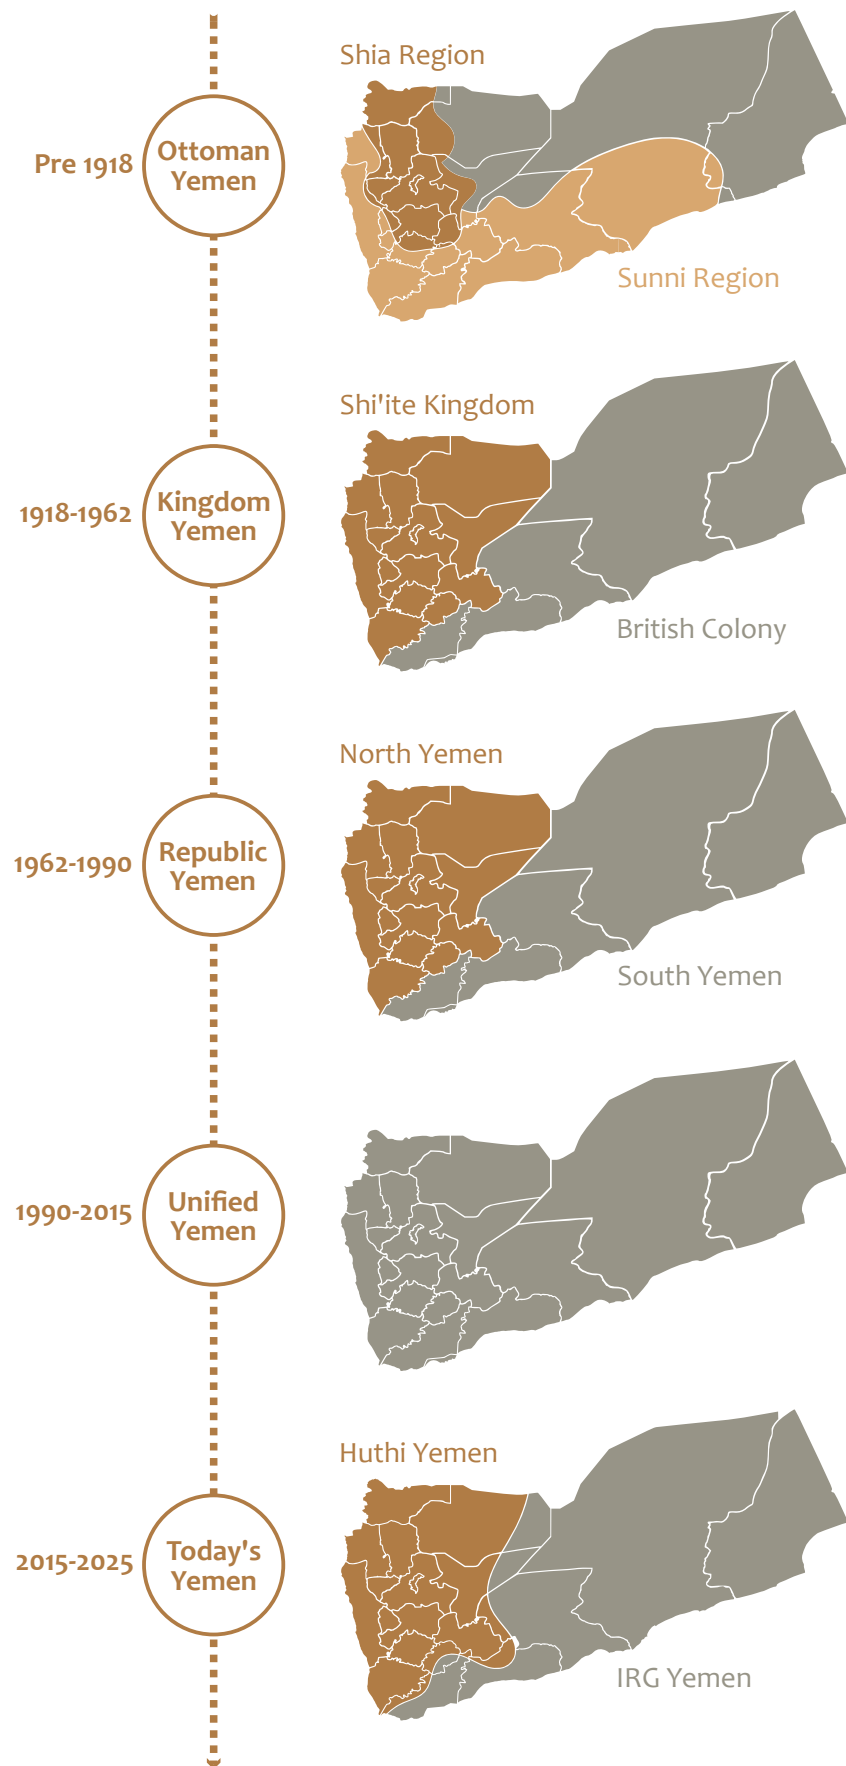 Shia Region
Pre 1918
Ottoman
Yemen
Sunni Region
Shi'ite Kingdom
1918-1962
Kingdom
Yemen
British Colony
North Yemen
1962-1990
Republic
Yemen
South Yemen
1990-2015
Unified
Yemen
Huthi Yemen
2015-2025
Today's
Yemen
IRG Yemen